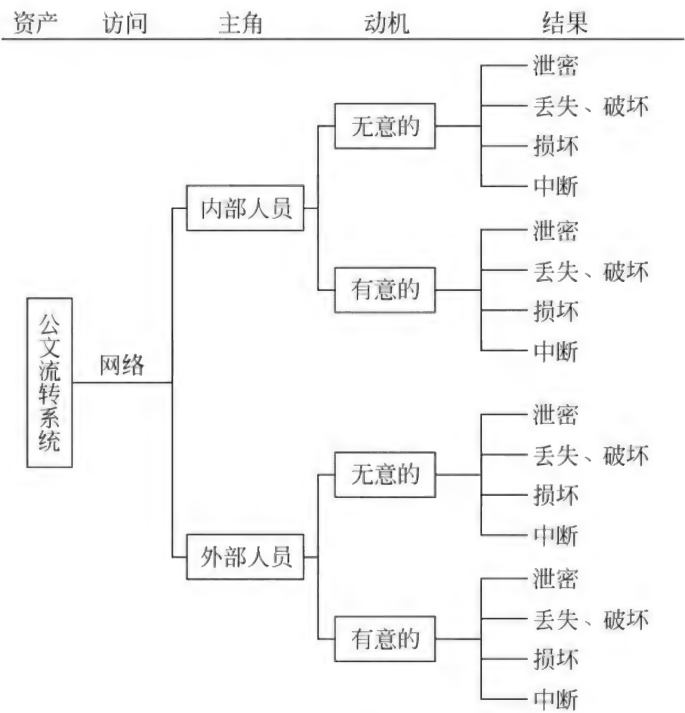 资产 访问 主角 动机 结果
泄密
丢失、破坏
无意的
损坏
中断
内部人员
泄密
丢失、破坏
有意的
损坏
中断
公文流转系统
网络
泄密
丢失、破坏
无意的
损坏
中断
外部人员
泄密
丢失、破坏
有意的
损坏
中断